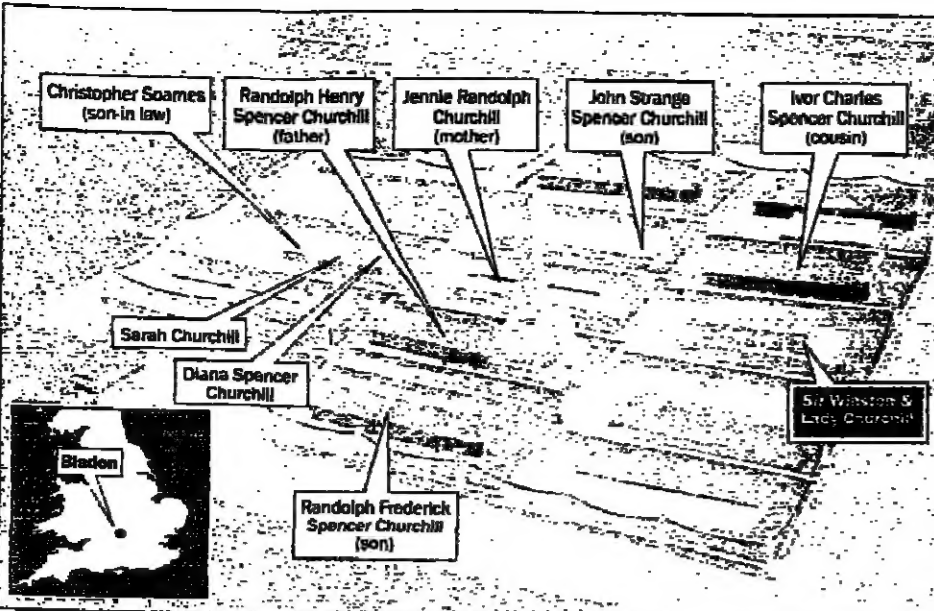 Christopher Soames
(son-in law)
Randolph Henry
Spencer Churchill
(father)
Jennie Randolph
Churchill
(mother)
John Strange
Spencer Churchill
(son)
Ivor Charles
Spencer Churchill
(cousin)
Sarah Churchill
Diana Spencer
Churchill
Sir Winston &
Lady Churchill
Bladon
Randolph Frederick
Spencer Churchill
(son)